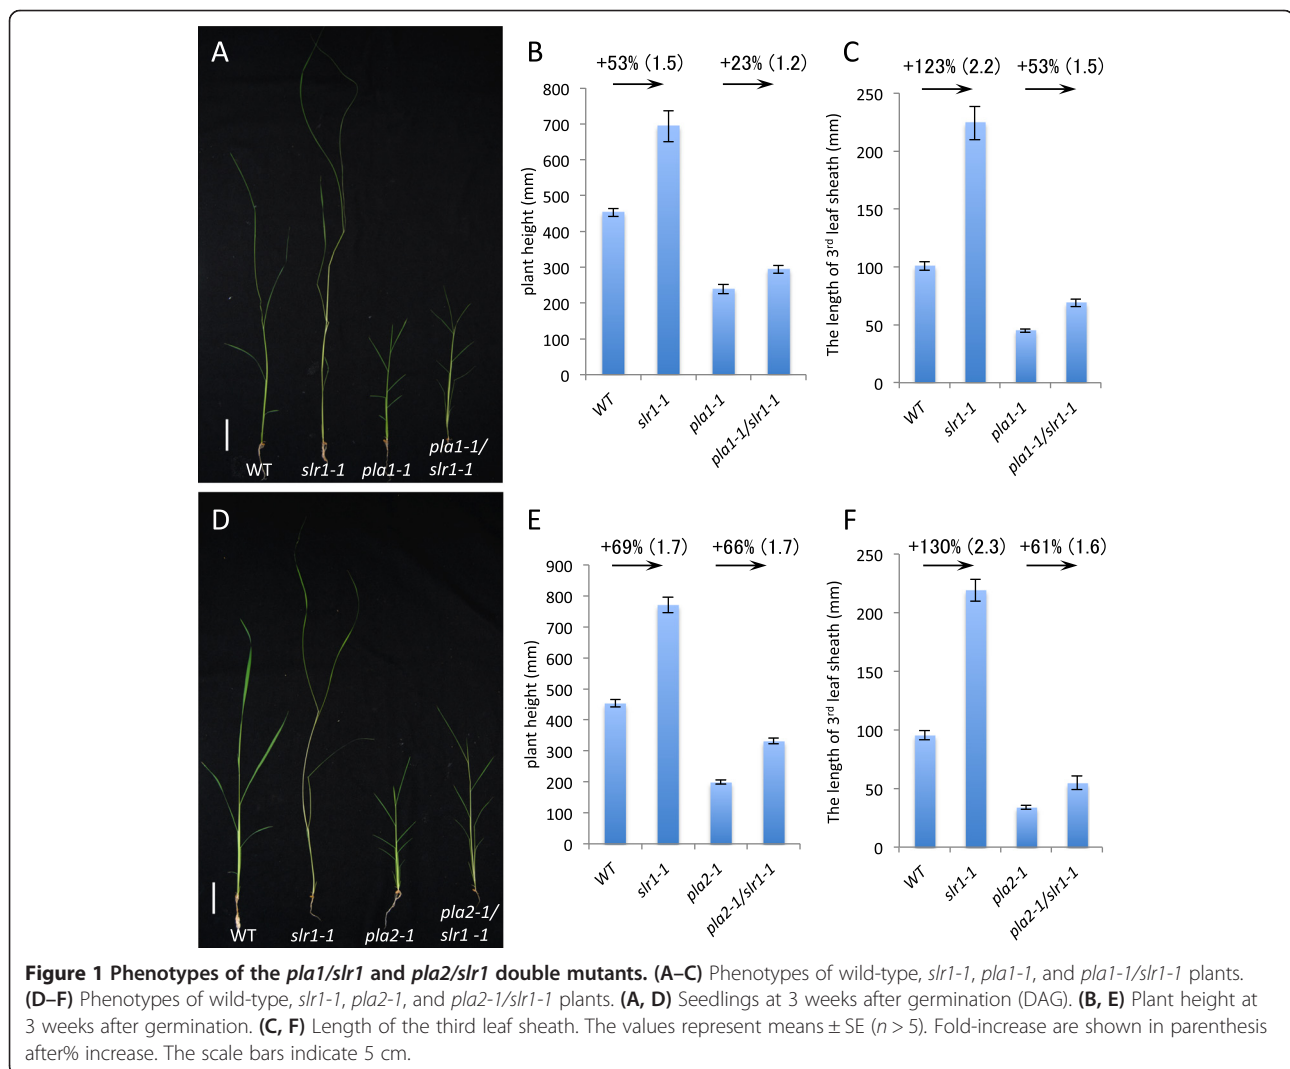 A
WT
slr1-1
pla1-1
pla1-1/
slr1-1
B
+53% (1.5)
+23% (1.2)
plant height (mm)
800
700
600
500
400
300
200
100
0
WT
slr1-1
pla1-1
pla1-1/slr1-1
C
+123% (2.2)
+53% (1.5)
The length of 3rd leaf sheath (mm)
250
200
150
100
50
0
WT
slr1-1
pla1-1
pla1-1/slr1-1
D
WT
slr1-1
pla2-1
pla2-1/
slr1 -1
E
+69% (1.7)
+66% (1.7)
plant height (mm)
900
800
700
600
500
400
300
200
100
0
WT
slr1-1
pla2-1
pla2-1/slr1-1
F
+130% (2.3)
+61% (1.6)
The length of 3rd leaf sheath (mm)
250
200
150
100
50
0
WT
slr1-1
pla2-1
pla2-1/slr1-1
Figure 1 Phenotypes of the pla1/slr1 and pla2/slr1 double mutants. (A–C) Phenotypes of wild-type, slr1-1, pla1-1, and pla1-1/slr1-1 plants.
(D–F) Phenotypes of wild-type, slr1-1, pla2-1, and pla2-1/slr1-1 plants. (A, D) Seedlings at 3 weeks after germination (DAG). (B, E) Plant height at
3 weeks after germination. (C, F) Length of the third leaf sheath. The values represent means ± SE (n > 5). Fold-increase are shown in parenthesis
after% increase. The scale bars indicate 5 cm.